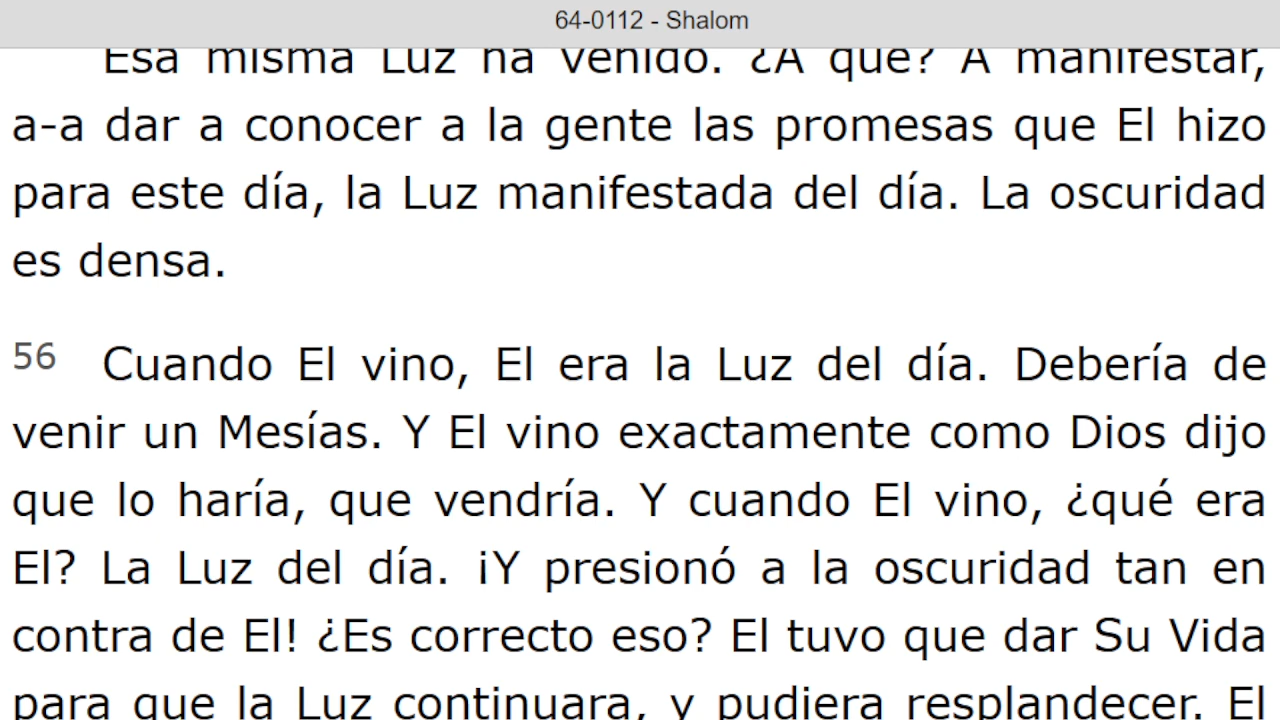 64-0112 - Shalom
Esa misma Luz ha venido. ¿A qué? A manifestar,
a-a dar a conocer a la gente las promesas que El hizo
para este día, la Luz manifestada del día. La oscuridad
es densa.
56 Cuando El vino, El era la Luz del día. Debería de
venir un Mesías. Y El vino exactamente como Dios dijo
que lo haría, que vendría. Y cuando El vino, ¿qué era
El? La Luz del día. ¡Y presionó a la oscuridad tan en
contra de El! ¿Es correcto eso? El tuvo que dar Su Vida
para que la Luz continuara, y pudiera resplandecer. El